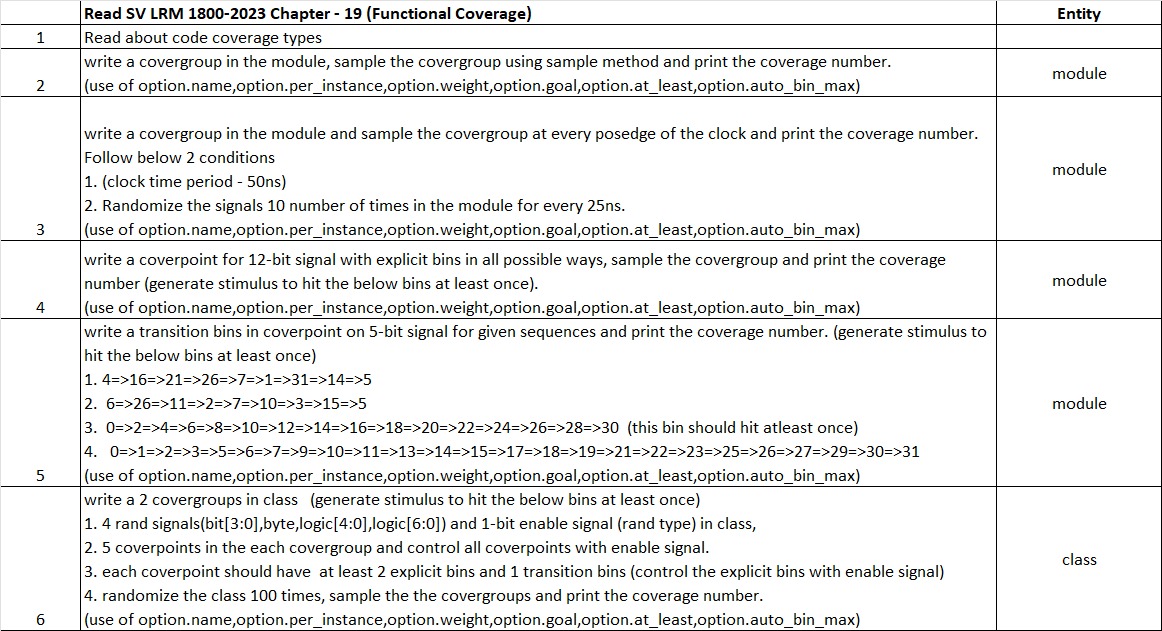 Read SV LRM 1800-2023 Chapter - 19 (Functional Coverage)
Entity
1
Read about code coverage types
write a covergroup in the module, sample the covergroup using sample method and print the coverage number.
module
2
(use of option.name,option.per_instance,option.weight,option.goal,option.at_least,option.auto_bin_max)
write a covergroup in the module and sample the covergroup at every posedge of the clock and print the coverage number.
Follow below 2 conditions
module
1. (clock time period - 50ns)
2. Randomize the signals 10 number of times in the module for every 25ns.
3
(use of option.name,option.per_instance,option.weight,option.goal,option.at_least,option.auto_bin_max)
write a coverpoint for 12-bit signal with explicit bins in all possible ways, sample the covergroup and print the coverage
number (generate stimulus to hit the below bins at least once).
module
4
(use of option.name,option.per_instance,option.weight,option.goal,option.at_least,option.auto_bin_max)
write a transition bins in coverpoint on 5-bit signal for given sequences and print the coverage number. (generate stimulus to
hit the below bins at least once)
1. 4=>16=>21=>26=>7=>1=>31=>14=>5
2. 6=>26=>11=>2=>7=>10=>3=>15=>5
module
3. 0=>2=>4=>6=>8=>10=>12=>14=>16=>18=>20=>22=>24=>26=>28=>30 (this bin should hit atleast once)
4. 0=>1=>2=>3=>5=>6=>7=>9=>10=>11=>13=>14=>15=>17=>18=>19=>21=>22=>23=>25=>26=>27=>29=>30=>31
5
(use of option.name,option.per_instance,option.weight,option.goal,option.at_least,option.auto_bin_max)
write a 2 covergroups in class (generate stimulus to hit the below bins at least once)
1. 4 rand signals(bit[3:0],byte,logic[4:0],logic[6:0]) and 1-bit enable signal (rand type) in class,
2. 5 coverpoints in the each covergroup and control all coverpoints with enable signal.
class
3. each coverpoint should have at least 2 explicit bins and 1 transition bins (control the explicit bins with enable signal)
4. randomize the class 100 times, sample the the covergroups and print the coverage number.
6
(use of option.name,option.per_instance,option.weight,option.goal,option.at_least,option.auto_bin_max)